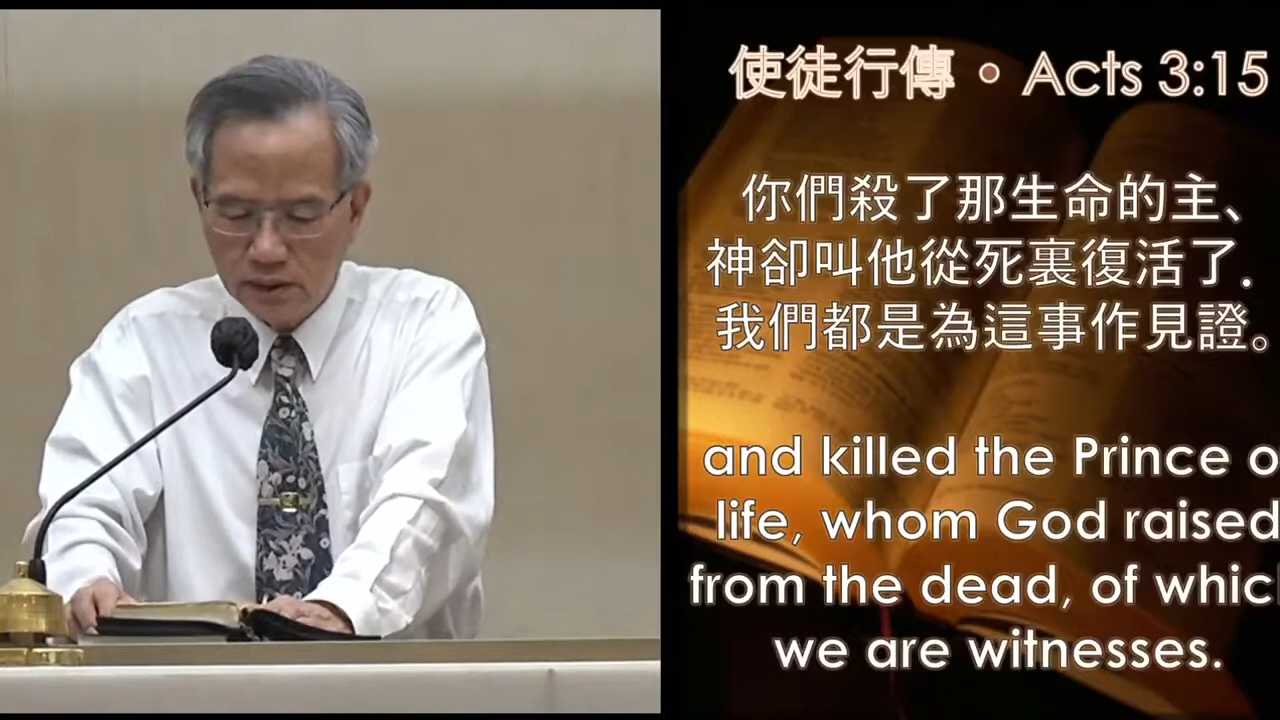 使徒行傳•Acts 3:15
你們殺了那生命的主、
神卻叫他從死裏復活了.
我們都是為這事作見證。
and killed the Prince o
life, whom God raised
from the dead, of whic
we are witnesses.